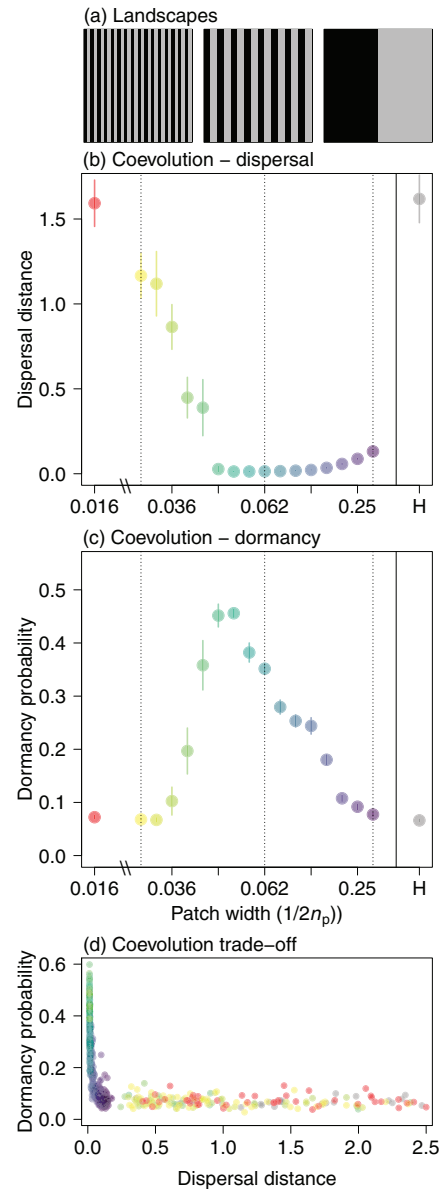 (a) Landscapes
(b) Coevolution – dispersal
Dispersal distance
1.5
1.0
0.5
0.0
0.016
0.036
0.062
0.25
H
(c) Coevolution – dormancy
Dormancy probability
0.5
0.4
0.3
0.2
0.1
0.0
0.016
0.036
0.062
0.25
H
Patch width (1/2np))
(d) Coevolution trade−off
Dormancy probability
0.6
0.4
0.2
0.0
0.0
0.5
1.0
1.5
2.0
2.5
Dispersal distance